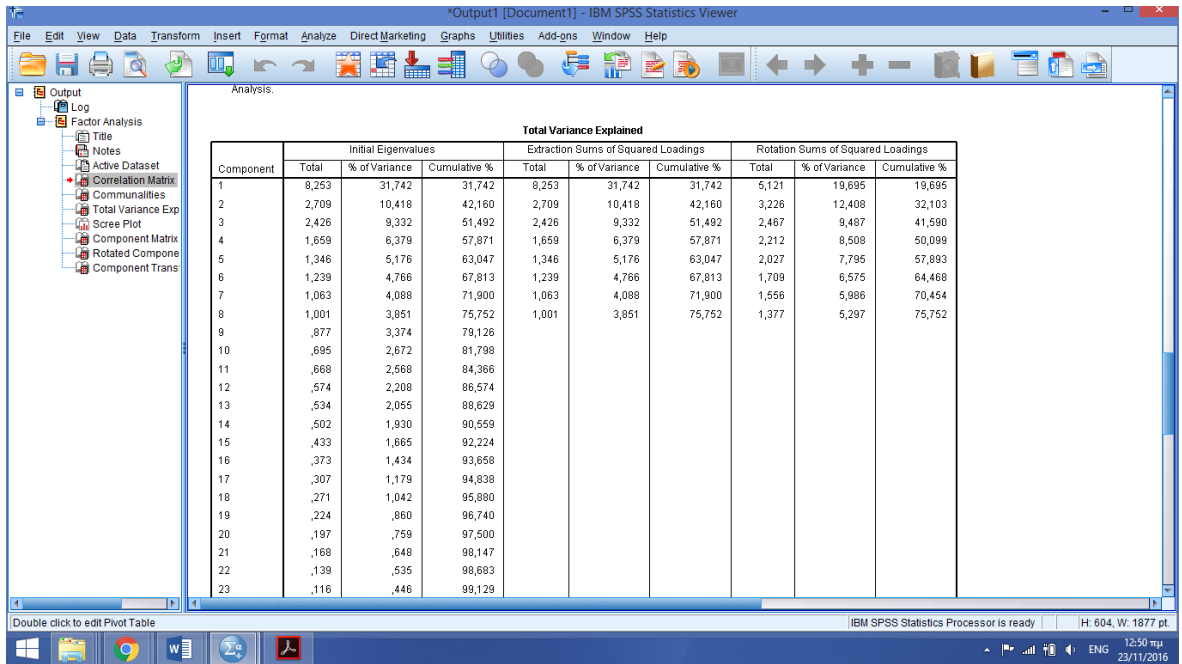 *Output1 [Document1] - IBM SPSS Statistics Viewer
File Edit View Data Transform Insert Format Analyze Direct Marketing Graphs Utilities Add-ons Window Help
Output
Log
Factor Analysis
Title
Notes
Active Dataset
Correlation Matrix
Communalities
Total Variance Exp
Scree Plot
Component Matrix
Rotated Compone
Component Trans
Analysis.
Total Variance Explained
Initial Eigenvalues Extraction Sums of Squared Loadings Rotation Sums of Squared Loadings
Component Total % of Variance Cumulative % Total % of Variance Cumulative % Total % of Variance Cumulative %
1 8,253 31,742 31,742 8,253 31,742 31,742 5,121 19,695 19,695
2 2,709 10,418 42,160 2,709 10,418 42,160 3,226 12,408 32,103
3 2,426 9,332 51,492 2,426 9,332 51,492 2,467 9,487 41,590
4 1,659 6,379 57,871 1,659 6,379 57,871 2,212 8,508 50,099
5 1,346 5,176 63,047 1,346 5,176 63,047 2,027 7,795 57,893
6 1,239 4,766 67,813 1,239 4,766 67,813 1,709 6,575 64,468
7 1,063 4,088 71,900 1,063 4,088 71,900 1,556 5,986 70,454
8 1,001 3,851 75,752 1,001 3,851 75,752 1,377 5,297 75,752
9 ,877 3,374 79,126
10 ,695 2,672 81,798
11 ,668 2,568 84,366
12 ,574 2,208 86,574
13 ,534 2,055 88,629
14 ,502 1,930 90,559
15 ,433 1,665 92,224
16 ,373 1,434 93,658
17 ,307 1,179 94,838
18 ,271 1,042 95,880
19 ,224 ,860 96,740
20 ,197 ,759 97,500
21 ,168 ,648 98,147
22 ,139 ,535 98,683
23 ,116 ,446 99,129
Double click to edit Pivot Table IBM SPSS Statistics Processor is ready H: 604, W: 1877 pt.
ENG 12:50 πμ
23/11/2016